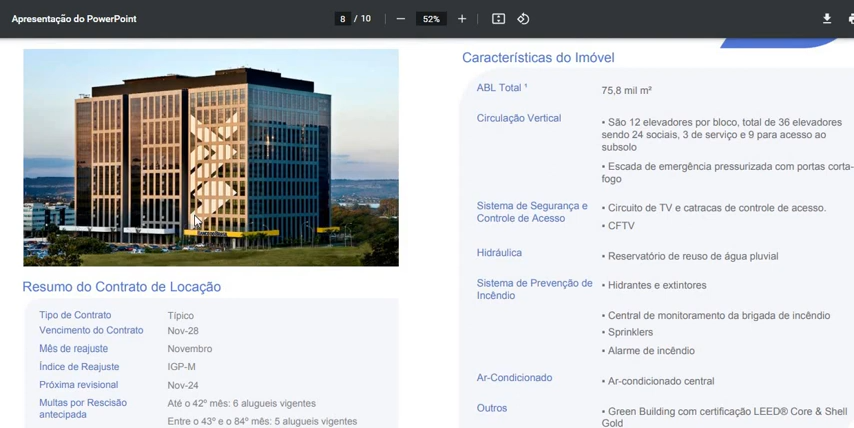 Apresentação do PowerPoint
8 / 10
52%
Características do Imóvel
ABL Total ¹
75,8 mil m²
Circulação Vertical
• São 12 elevadores por bloco, total de 36 elevadores
sendo 24 sociais, 3 de serviço e 9 para acesso ao
subsolo
• Escada de emergência pressurizada com portas corta-
fogo
Sistema de Segurança e
Controle de Acesso
• Circuito de TV e catracas de controle de acesso.
• CFTV
Hidráulica
• Reservatório de reuso de água pluvial
Sistema de Prevenção de
Incêndio
• Hidrantes e extintores
• Central de monitoramento da brigada de incêndio
• Sprinklers
• Alarme de incêndio
Ar-Condicionado
• Ar-condicionado central
Outros
• Green Building com certificação LEED® Core & Shell
Gold
Resumo do Contrato de Locação
Tipo de Contrato
Típico
Vencimento do Contrato
Nov-28
Mês de reajuste
Novembro
Índice de Reajuste
IGP-M
Próxima revisional
Nov-24
Multas por Rescisão
antecipada
Até o 42º mês: 6 alugueis vigentes
Entre o 43º e o 84º mês: 5 alugueis vigentes